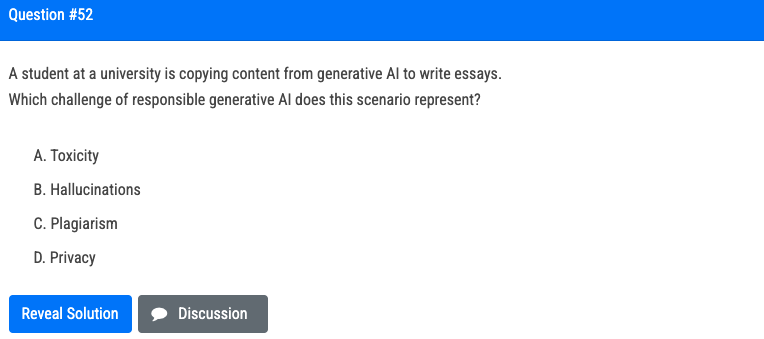 Question #52
A student at a university is copying content from generative AI to write essays.
Which challenge of responsible generative AI does this scenario represent?
A. Toxicity
B. Hallucinations
C. Plagiarism
D. Privacy
Reveal Solution Discussion